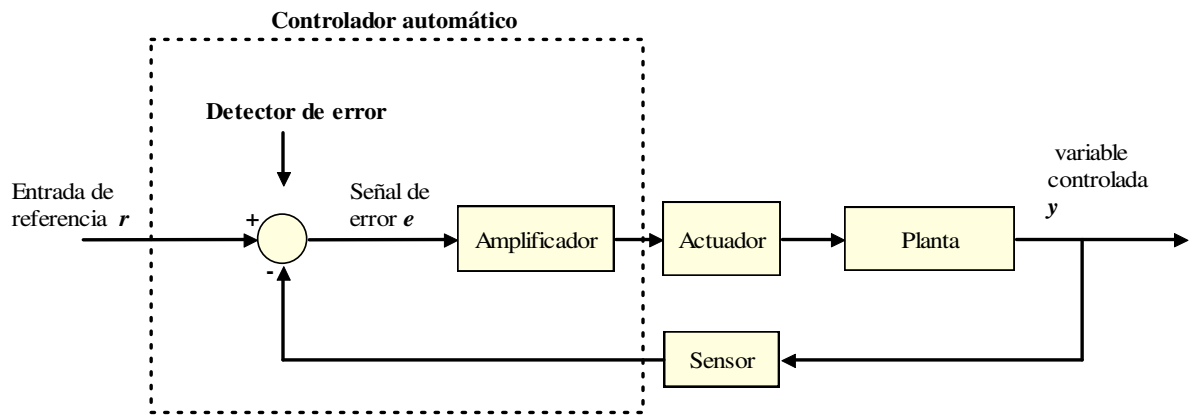 Controlador automático
Detector de error
Entrada de
referencia r
+
-
Señal de
error e
Amplificador
Actuador
Planta
variable
controlada
y
Sensor